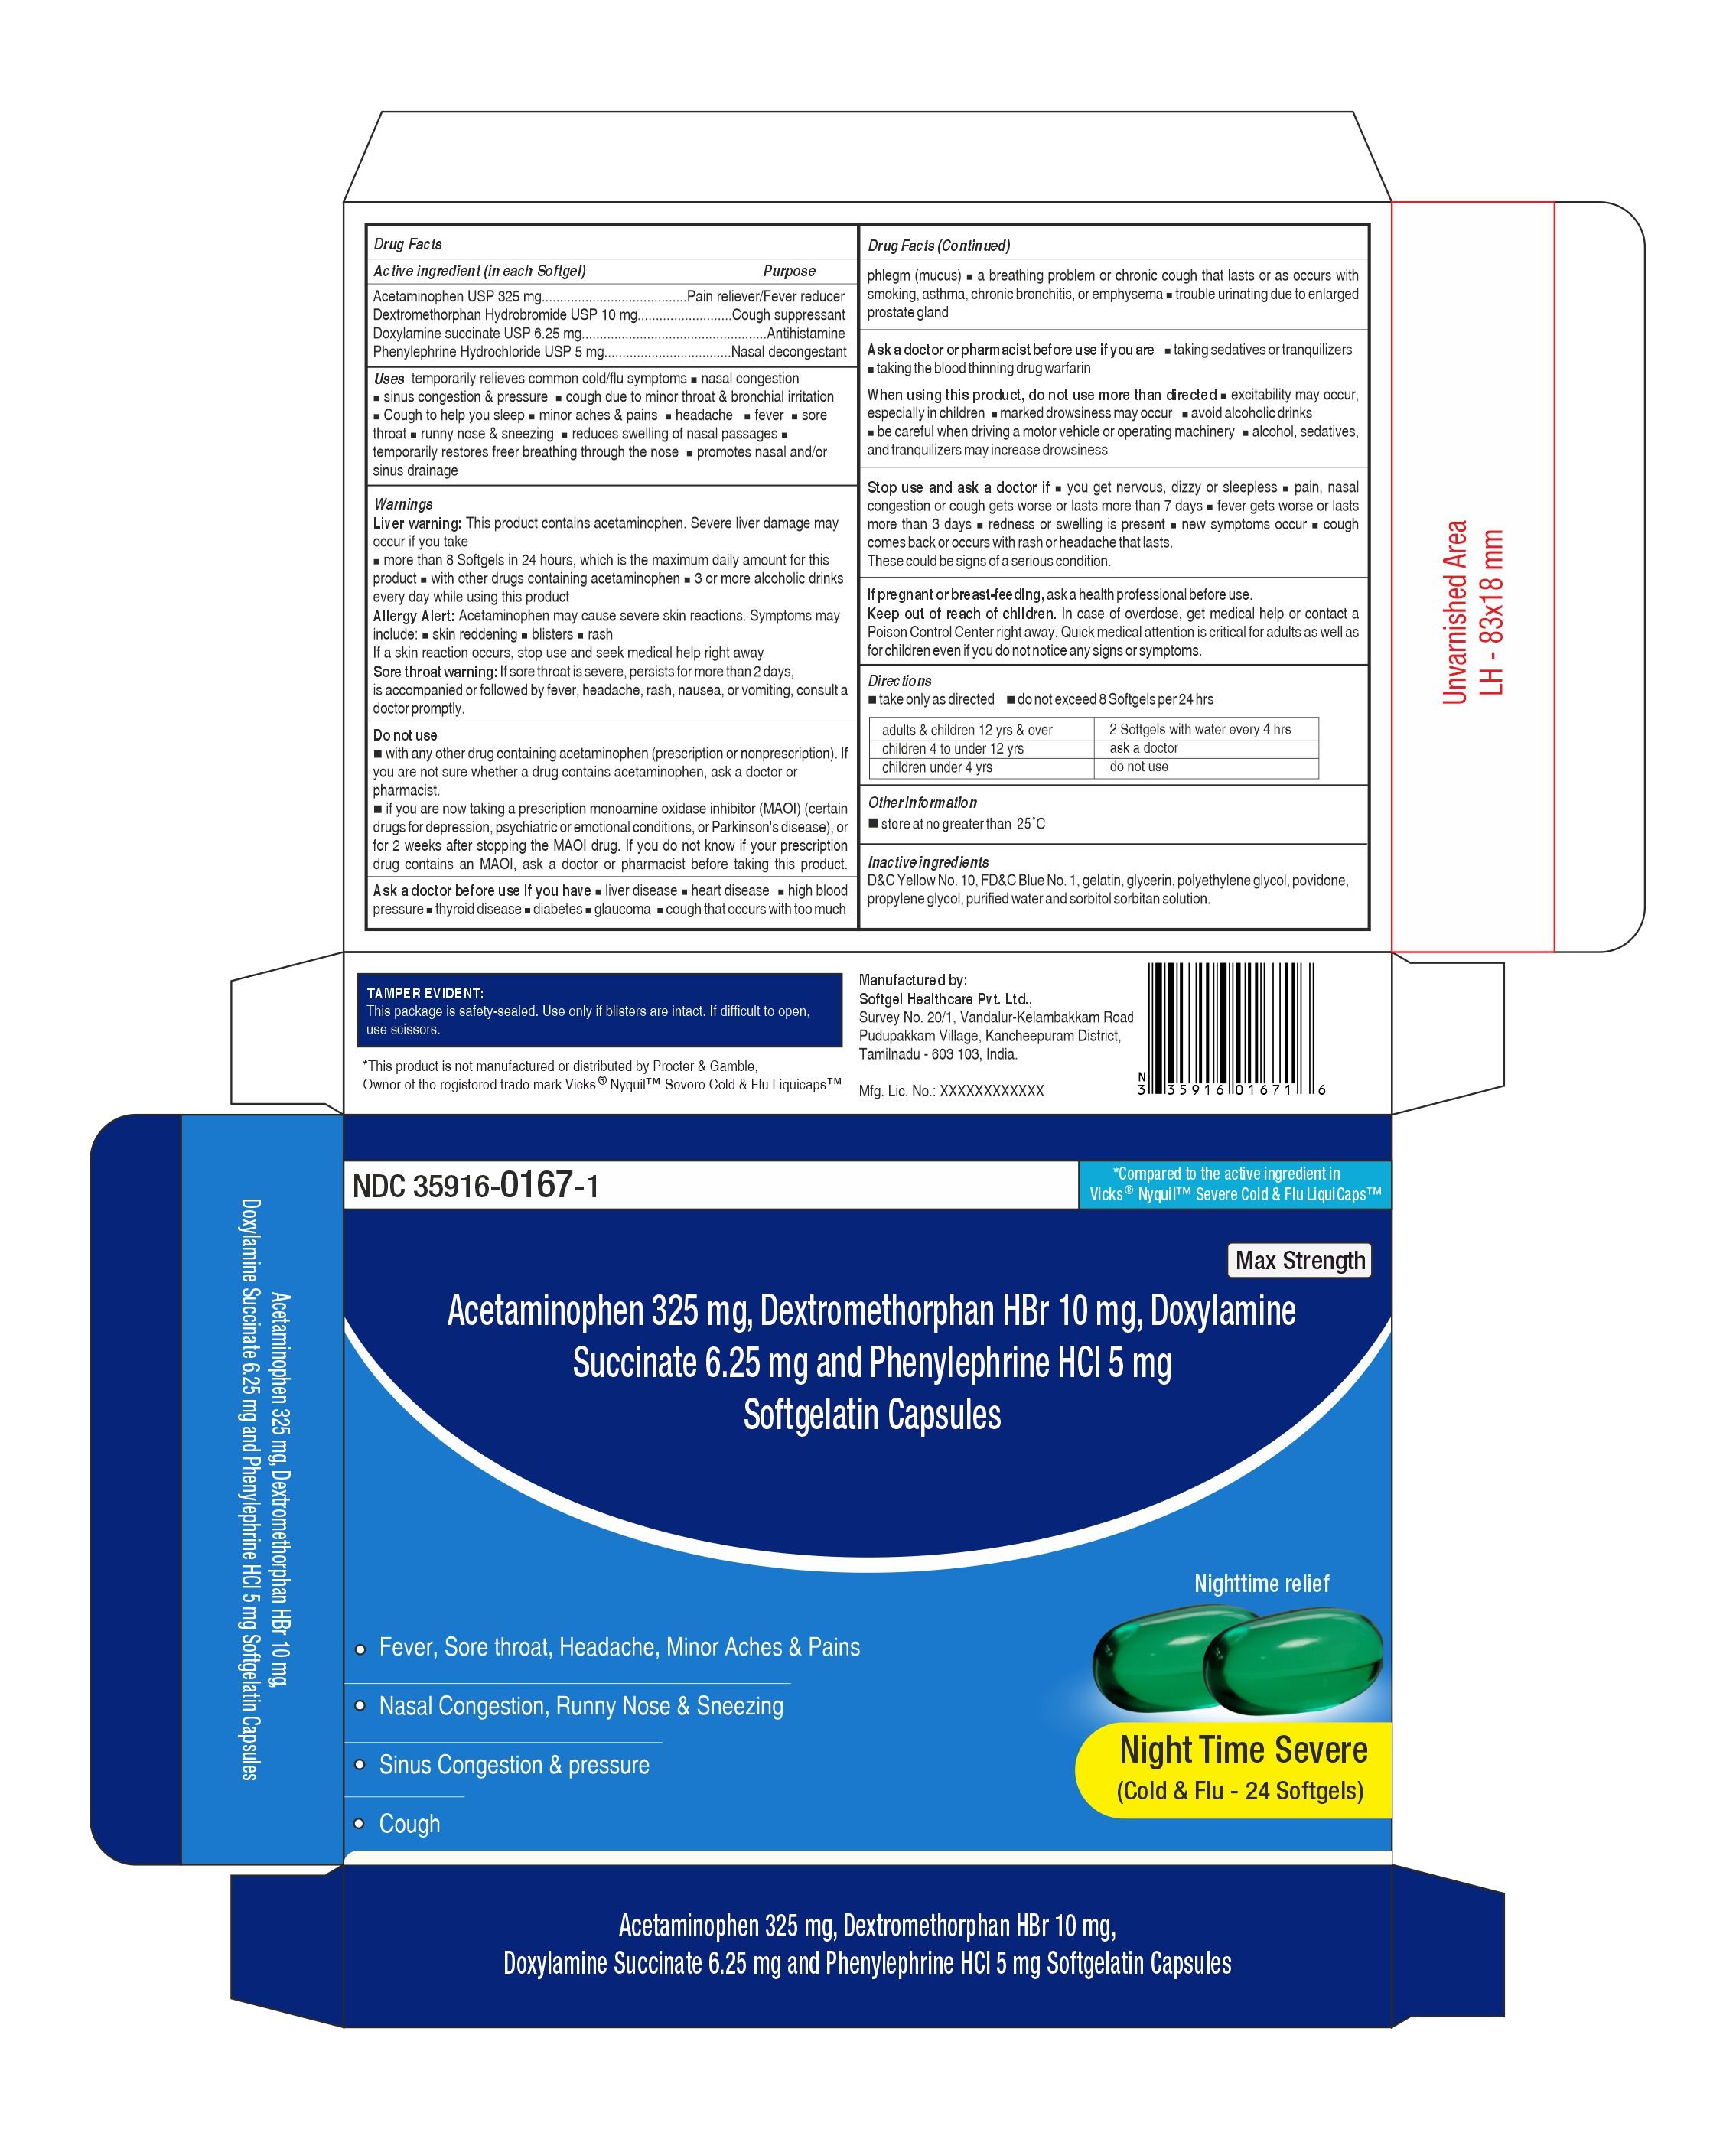 Drug Facts
Active ingredient (in each Softgel) Purpose
Acetaminophen USP 325 mg........................................Pain reliever/Fever reducer
Dextromethorphan Hydrobromide USP 10 mg..........................Cough suppressant
Doxylamine succinate USP 6.25 mg...................................................Antihistamine
Phenylephrine Hydrochloride USP 5 mg...................................Nasal decongestant
Uses temporarily relieves common cold/flu symptoms ■ nasal congestion
■ sinus congestion & pressure ■ cough due to minor throat & bronchial irritation
■ Cough to help you sleep ■ minor aches & pains ■ headache ■ fever ■ sore
throat ■ runny nose & sneezing ■ reduces swelling of nasal passages ■
temporarily restores freer breathing through the nose ■ promotes nasal and/or
sinus drainage
Warnings
Liver warning: This product contains acetaminophen. Severe liver damage may
occur if you take
■ more than 8 Softgels in 24 hours, which is the maximum daily amount for this
product ■ with other drugs containing acetaminophen ■ 3 or more alcoholic drinks
every day while using this product
Allergy Alert: Acetaminophen may cause severe skin reactions. Symptoms may
include: ■ skin reddening ■ blisters ■ rash
If a skin reaction occurs, stop use and seek medical help right away
Sore throat warning: If sore throat is severe, persists for more than 2 days,
is accompanied or followed by fever, headache, rash, nausea, or vomiting, consult a
doctor promptly.
Do not use
■ with any other drug containing acetaminophen (prescription or nonprescription). If
you are not sure whether a drug contains acetaminophen, ask a doctor or
pharmacist.
■ if you are now taking a prescription monoamine oxidase inhibitor (MAOI) (certain
drugs for depression, psychiatric or emotional conditions, or Parkinson's disease), or
for 2 weeks after stopping the MAOI drug. If you do not know if your prescription
drug contains an MAOI, ask a doctor or pharmacist before taking this product.
Ask a doctor before use if you have ■ liver disease ■ heart disease ■ high blood
pressure ■ thyroid disease ■ diabetes ■ glaucoma ■ cough that occurs with too much
Drug Facts (Continued)
phlegm (mucus) ■ a breathing problem or chronic cough that lasts or as occurs with
smoking, asthma, chronic bronchitis, or emphysema ■ trouble urinating due to enlarged
prostate gland
Ask a doctor or pharmacist before use if you are ■ taking sedatives or tranquilizers
■ taking the blood thinning drug warfarin
When using this product, do not use more than directed ■ excitability may occur,
especially in children ■ marked drowsiness may occur ■ avoid alcoholic drinks
■ be careful when driving a motor vehicle or operating machinery ■ alcohol, sedatives,
and tranquilizers may increase drowsiness
Stop use and ask a doctor if ■ you get nervous, dizzy or sleepless ■ pain, nasal
congestion or cough gets worse or lasts more than 7 days ■ fever gets worse or lasts
more than 3 days ■ redness or swelling is present ■ new symptoms occur ■ cough
comes back or occurs with rash or headache that lasts.
These could be signs of a serious condition.
If pregnant or breast-feeding, ask a health professional before use.
Keep out of reach of children. In case of overdose, get medical help or contact a
Poison Control Center right away. Quick medical attention is critical for adults as well as
for children even if you do not notice any signs or symptoms.
Directions
■ take only as directed ■ do not exceed 8 Softgels per 24 hrs
adults & children 12 yrs & over 2 Softgels with water every 4 hrs
children 4 to under 12 yrs ask a doctor
children under 4 yrs do not use
Other information
■ store at no greater than 25°C
Inactive ingredients
D&C Yellow No. 10, FD&C Blue No. 1, gelatin, glycerin, polyethylene glycol, povidone,
propylene glycol, purified water and sorbitol sorbitan solution.
Unvarnished Area
LH - 83x18 mm
TAMPER EVIDENT:
This package is safety-sealed. Use only if blisters are intact. If difficult to open,
use scissors.
*This product is not manufactured or distributed by Procter & Gamble,
Owner of the registered trade mark Vicks® Nyquil™ Severe Cold & Flu Liquicaps™
Manufactured by:
Softgel Healthcare Pvt. Ltd.,
Survey No. 20/1, Vandalur-Kelambakkam Road
Pudupakkam Village, Kancheepuram District,
Tamilnadu - 603 103, India.
Mfg. Lic. No.: XXXXXXXXXXXX
N
3 35916 01671 6
NDC 35916-0167-1
*Compared to the active ingredient in
Vicks® Nyquil™ Severe Cold & Flu LiquiCaps™
Max Strength
Acetaminophen 325 mg, Dextromethorphan HBr 10 mg, Doxylamine
Succinate 6.25 mg and Phenylephrine HCl 5 mg
Softgelatin Capsules
Nighttime relief
Fever, Sore throat, Headache, Minor Aches & Pains
Nasal Congestion, Runny Nose & Sneezing
Sinus Congestion & pressure
Cough
Night Time Severe
(Cold & Flu - 24 Softgels)
Acetaminophen 325 mg, Dextromethorphan HBr 10 mg,
Doxylamine Succinate 6.25 mg and Phenylephrine HCl 5 mg Softgelatin Capsules
Acetaminophen 325 mg, Dextromethorphan HBr 10 mg,
Doxylamine Succinate 6.25 mg and Phenylephrine HCl 5 mg Softgelatin Capsules